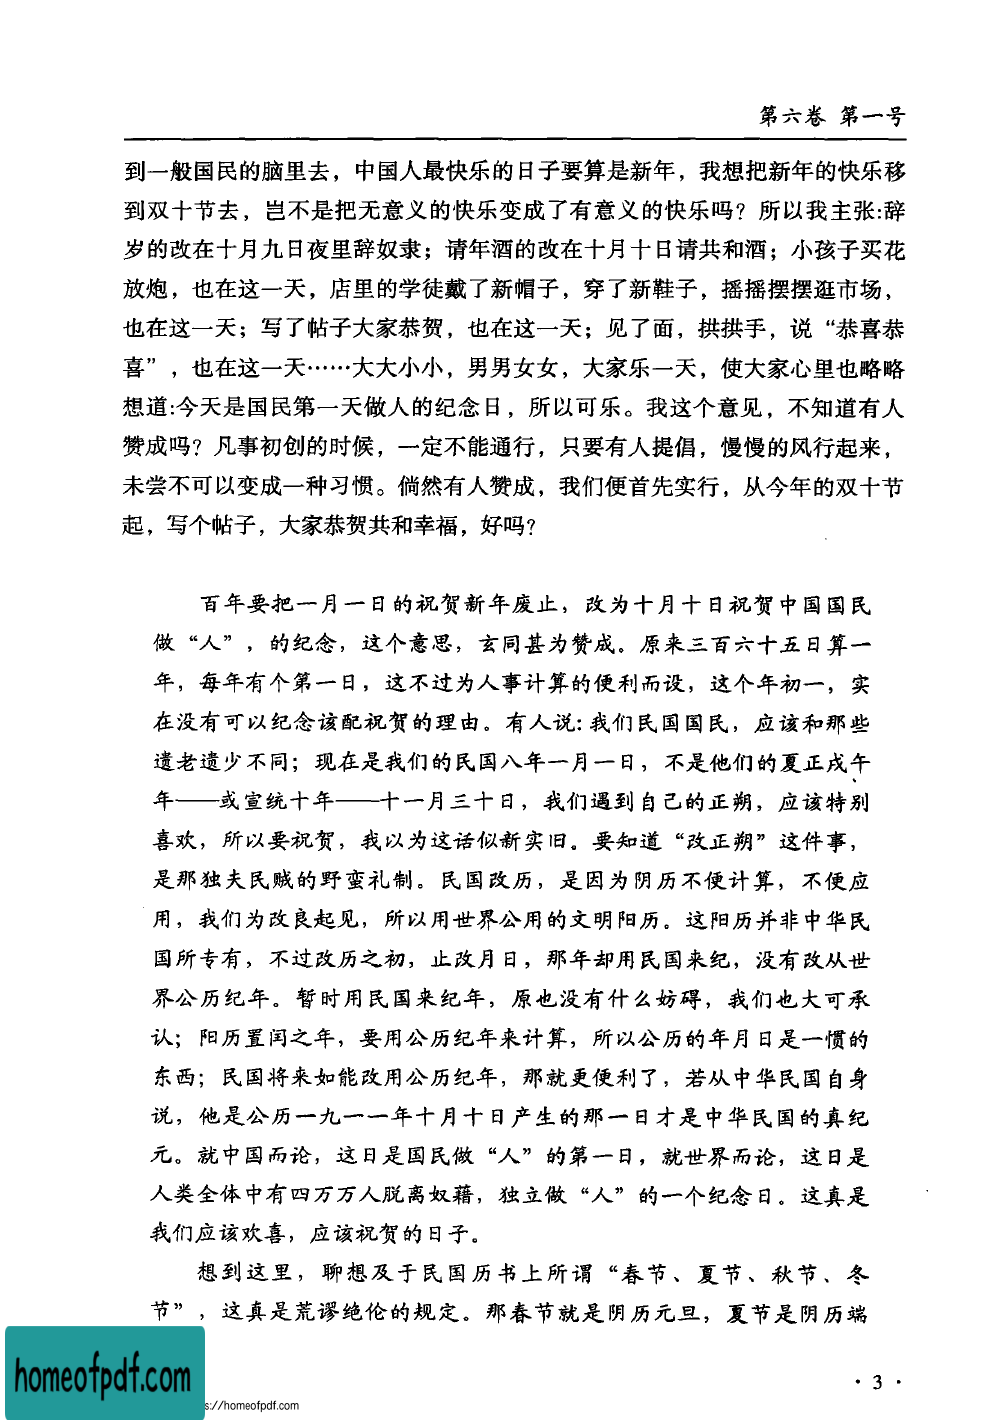 第六卷 第一号
到一般国民的脑里去，中国人最快乐的日子要算是新年，我想把新年的快乐移
到双十节去，岂不是把无意义的快乐变成了有意义的快乐吗？所以我主张:辞
岁的改在十月九日夜里辞奴隶；请年酒的改在十月十日请共和酒；小孩子买花
放炮，也在这一天，店里的学徒戴了新帽子，穿了新鞋子，摇摇摆摆逛市场，
也在这一天；写了帖子大家恭贺，也在这一天；见了面，拱拱手，说“恭喜恭
喜”，也在这一天……大大小小，男男女女，大家乐一天，使大家心里也略略
想道:今天是国民第一天做人的纪念日，所以可乐。我这个意见，不知道有人
赞成吗？凡事初创的时候，一定不能通行，只要有人提倡，慢慢的风行起来，
未尝不可以变成一种习惯。倘然有人赞成，我们便首先实行，从今年的双十节
起，写个帖子，大家恭贺共和幸福，好吗？
百年要把一月一日的祝贺新年废止，改为十月十日祝贺中国国民
做“人”，的纪念，这个意思，玄同甚为赞成。原来三百六十五日算一
年，每年有个第一日，这不过为人事计算的便利而设，这个年初一，实
在没有可以纪念该配祝贺的理由。有人说:我们民国国民，应该和那些
遗老遗少不同；现在是我们的民国八年一月一日，不是他们的夏正戊午
年——或宣统十年——十一月三十日，我们遇到自己的正朔，应该特别
喜欢，所以要祝贺，我以为这话似新实旧。要知道“改正朔”这件事，
是那独夫民贼的野蛮礼制。民国改历，是因为阴历不便计算，不便应
用，我们为改良起见，所以用世界公用的文明阳历。这阳历并非中华民
国所专有，不过改历之初，止改月日，那年却用民国来纪，没有改从世
界公历纪年。暂时用民国来纪年，原也没有什么妨碍，我们也大可承
认；阳历置闰之年，要用公历纪年来计算，所以公历的年月日是一惯的
东西；民国将来如能改用公历纪年，那就更便利了，若从中华民国自身
说，他是公历一九一一年十月十日产生的那一日才是中华民国的真纪
元。就中国而论，这日是国民做“人”的第一日，就世界而论，这日是
人类全体中有四万万人脱离奴藉，独立做“人”的一个纪念日。这真是
我们应该欢喜，应该祝贺的日子。
想到这里，聊想及于民国历书上所谓“春节、夏节、秋节、冬
节”，这真是荒谬绝伦的规定。那春节就是阴历元旦，夏节是阴历端
homeofpdf.com
s://homeofpdf.com
· 3 ·